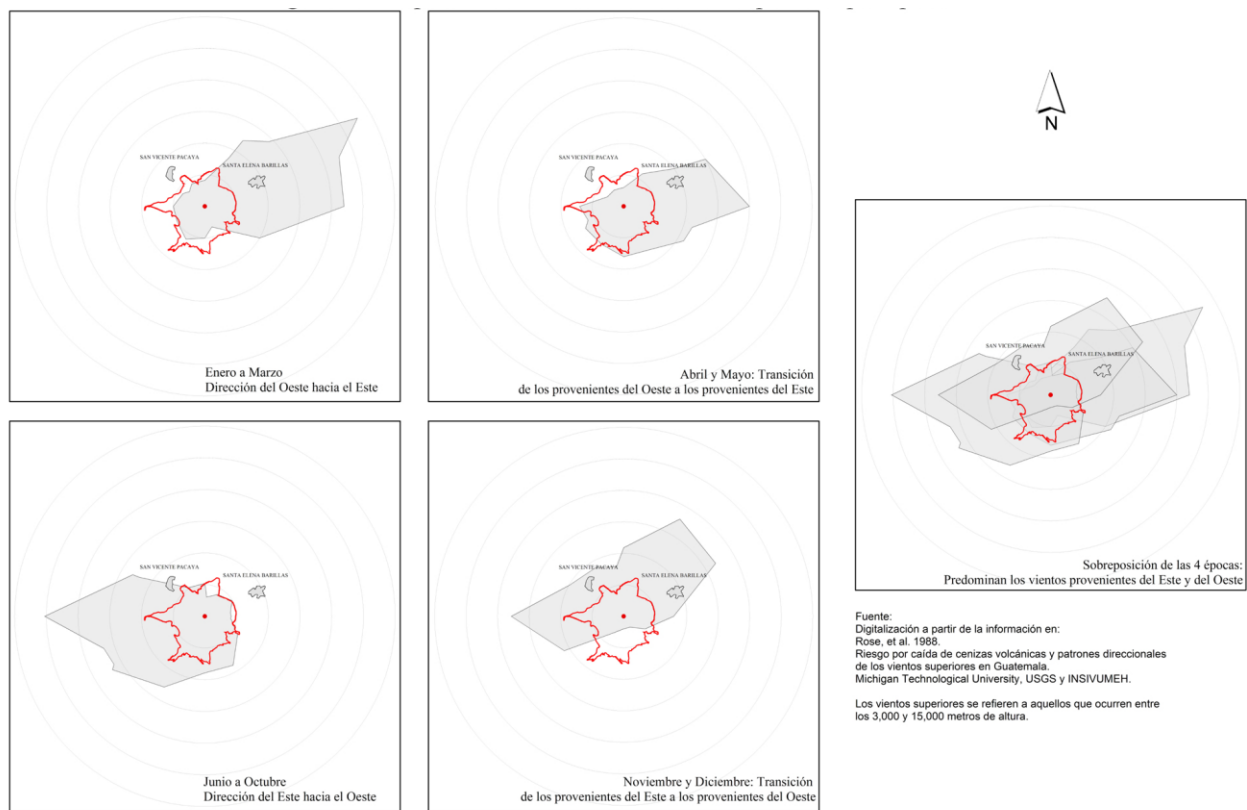 SAN VICENTE PACAYA
SANTA ELENA BARILLAS
Enero a Marzo
Dirección del Oeste hacia el Este
SAN VICENTE PACAYA
SANTA ELENA BARILLAS
Abril y Mayo: Transición
de los provenientes del Oeste a los provenientes del Este
SAN VICENTE PACAYA
SANTA ELENA BARILLAS
Junio a Octubre
Dirección del Este hacia el Oeste
SAN VICENTE PACAYA
SANTA ELENA BARILLAS
Noviembre y Diciembre: Transición
de los provenientes del Este a los provenientes del Oeste
N
SAN VICENTE PACAYA
SANTA ELENA BARILLAS
Sobreposición de las 4 épocas:
Predominan los vientos provenientes del Este y del Oeste
Fuente:
Digitalización a partir de la información en:
Rose, et al. 1988.
Riesgo por caída de cenizas volcánicas y patrones direccionales
de los vientos superiores en Guatemala.
Michigan Technological University, USGS y INSIVUMEH.
Los vientos superiores se refieren a aquellos que ocurren entre
los 3,000 y 15,000 metros de altura.